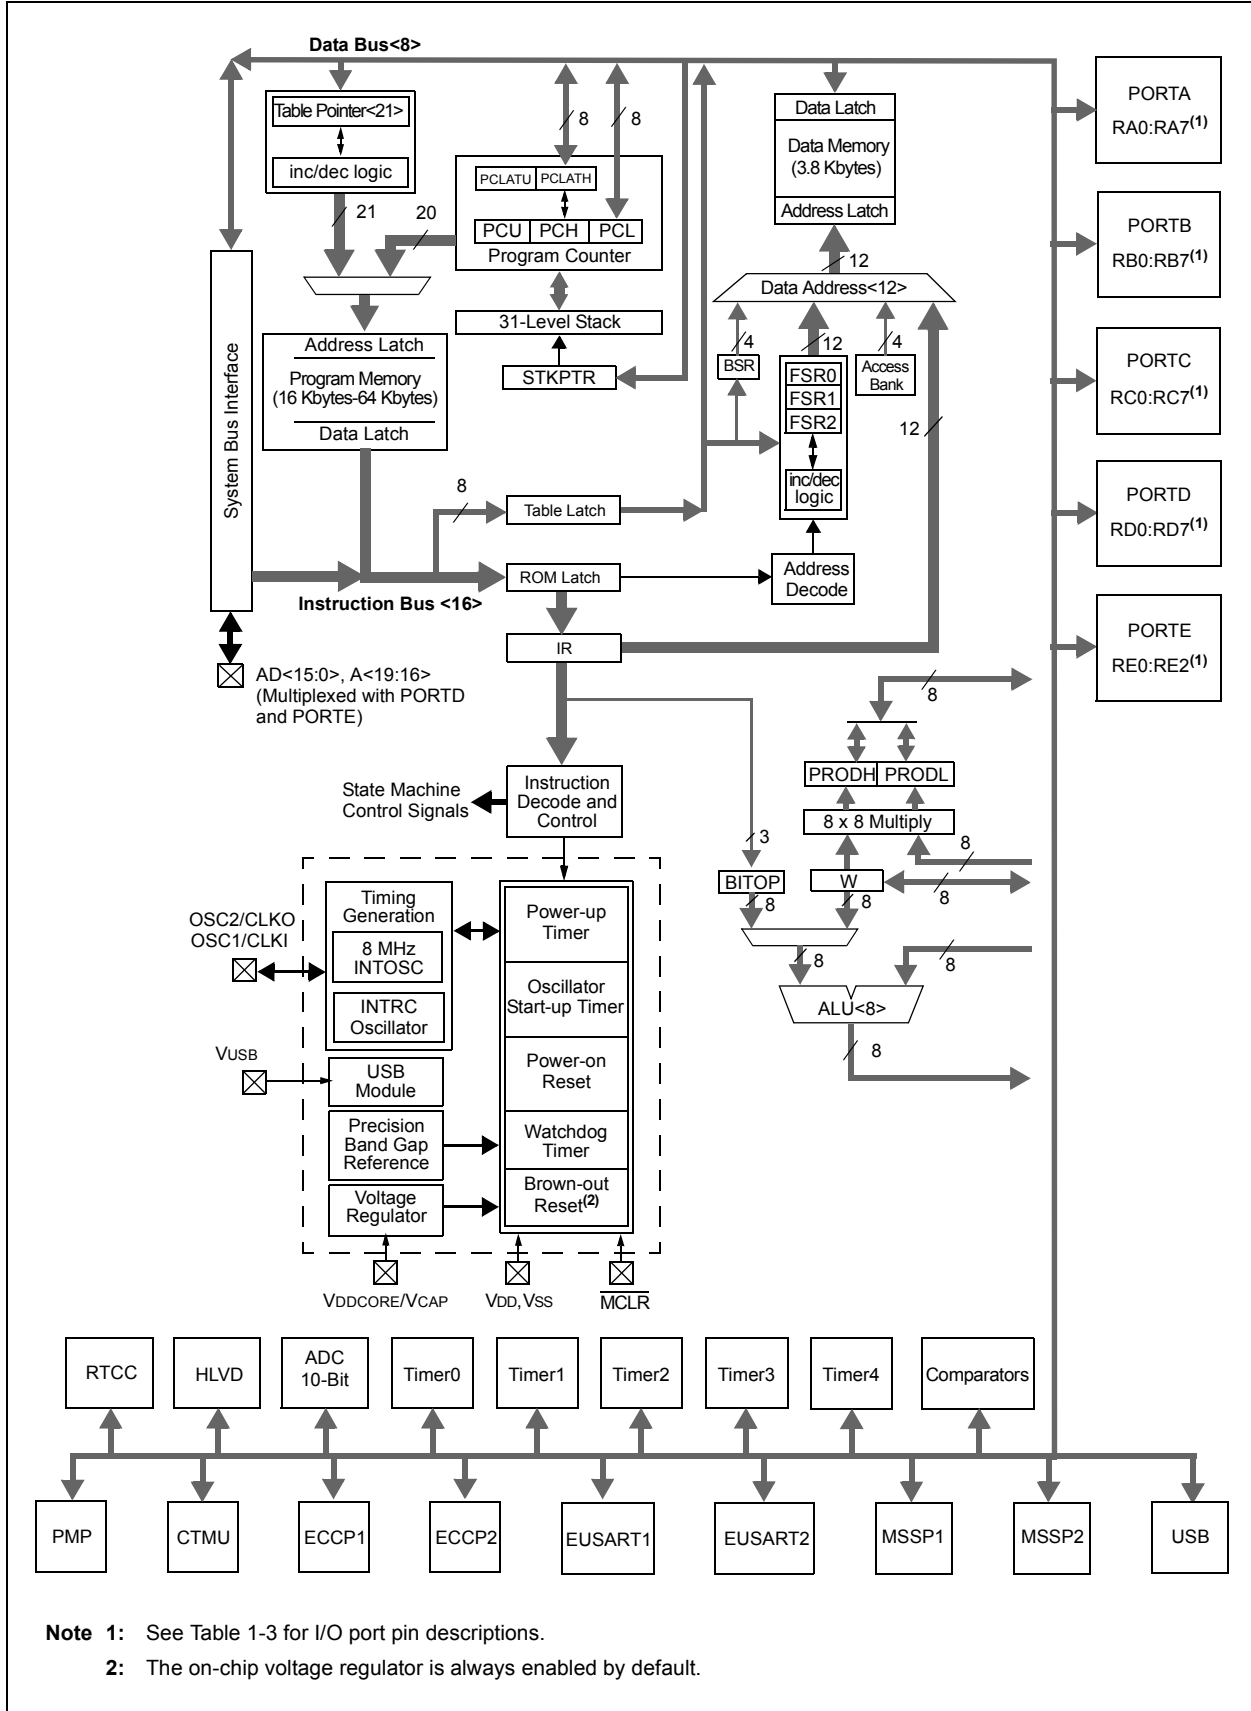 Data Bus<8>
Table Pointer<21>
inc/dec logic
21
20
8
8
PCLATU
PCLATH
PCU
PCH
PCL
Program Counter
31-Level Stack
STKPTR
Data Latch
Data Memory
(3.8 Kbytes)
Address Latch
12
Data Address<12>
4
12
4
BSR
FSR0
FSR1
FSR2
inc/dec
logic
Access
Bank
12
Address
Decode
System Bus Interface
Address Latch
Program Memory
(16 Kbytes-64 Kbytes)
Data Latch
8
Table Latch
ROM Latch
Instruction Bus <16>
IR
AD<15:0>, A<19:16>
(Multiplexed with PORTD
and PORTE)
PORTA
RA0:RA7(1)
PORTB
RB0:RB7(1)
PORTC
RC0:RC7(1)
PORTD
RD0:RD7(1)
PORTE
RE0:RE2(1)
State Machine
Control Signals
Instruction
Decode and
Control
8
PRODH
PRODL
8 x 8 Multiply
3
8
BITOP
W
8
8
8
8
8
ALU<8>
8
OSC2/CLKO
OSC1/CLKI
Timing
Generation
8 MHz
INTOSC
INTRC
Oscillator
VUSB
USB
Module
Precision
Band Gap
Reference
Voltage
Regulator
Power-up
Timer
Oscillator
Start-up Timer
Power-on
Reset
Watchdog
Timer
Brown-out
Reset(2)
VDDCORE/VCAP
VDD,VSS
MCLR
RTCC
HLVD
ADC
10-Bit
Timer0
Timer1
Timer2
Timer3
Timer4
Comparators
PMP
CTMU
ECCP1
ECCP2
EUSART1
EUSART2
MSSP1
MSSP2
USB
Note 1: See Table 1-3 for I/O port pin descriptions.
2: The on-chip voltage regulator is always enabled by default.